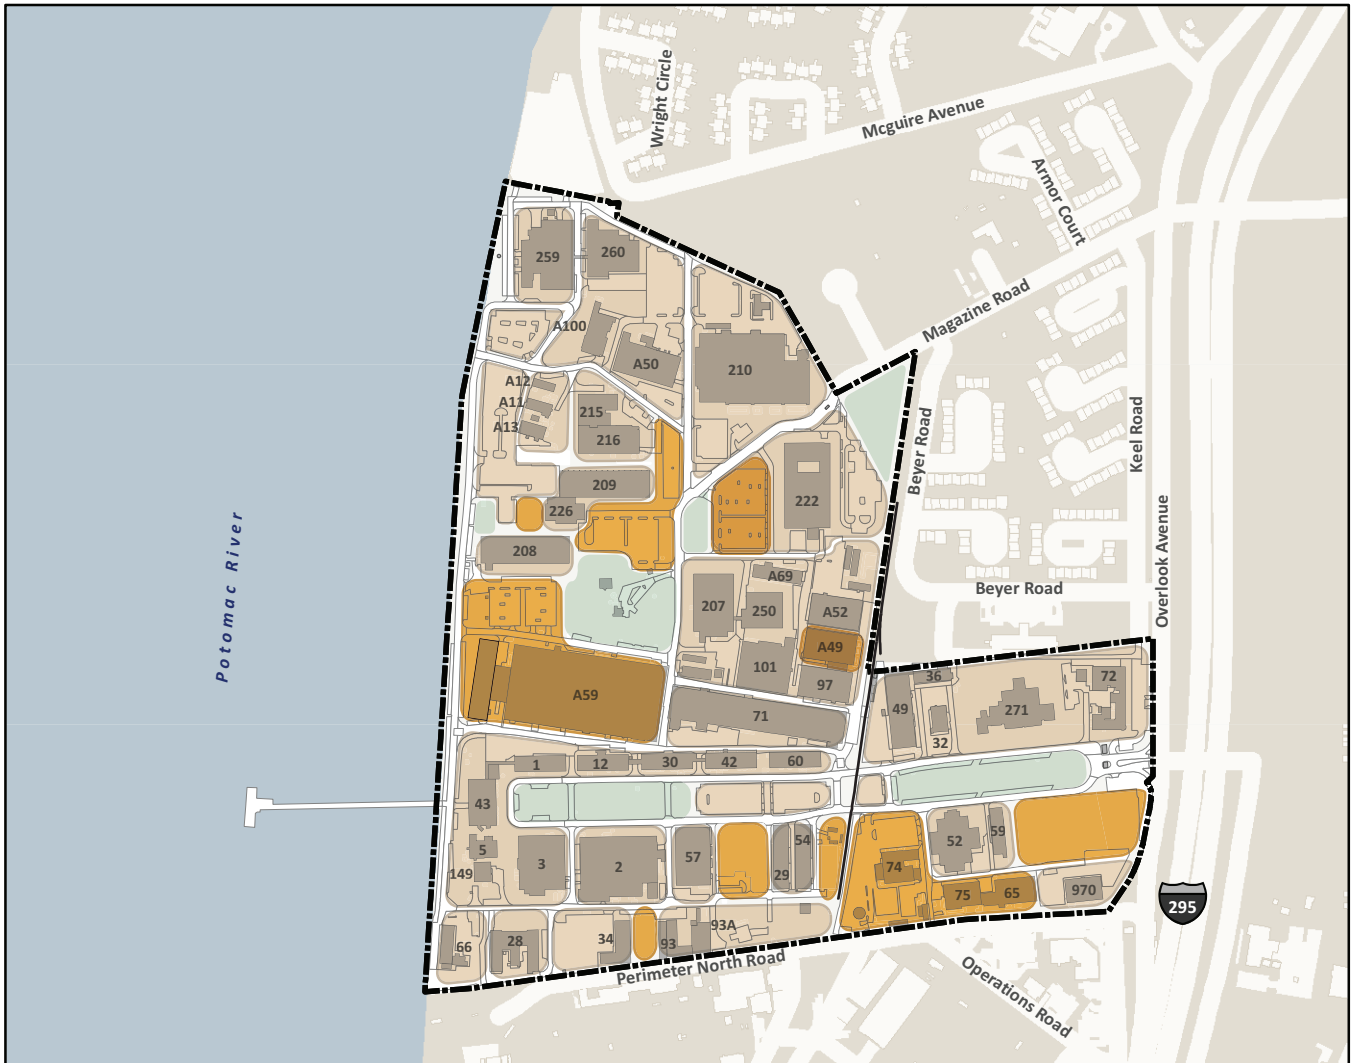 Wright Circle
Mcguire Avenue
Armor Court
Magazine Road
259
260
A100
A50
210
A12
A11
A13
215
216
209
226
222
208
Beyer Road
Keel Road
Overlook Avenue
Potomac River
Beyer Road
A69
207
250
A52
A49
101
97
A59
71
36
49
32
271
72
1
12
30
42
60
43
5
149
3
2
57
29
54
74
52
59
75
65
970
295
66
28
34
93
93A
Perimeter North Road
Operations Road